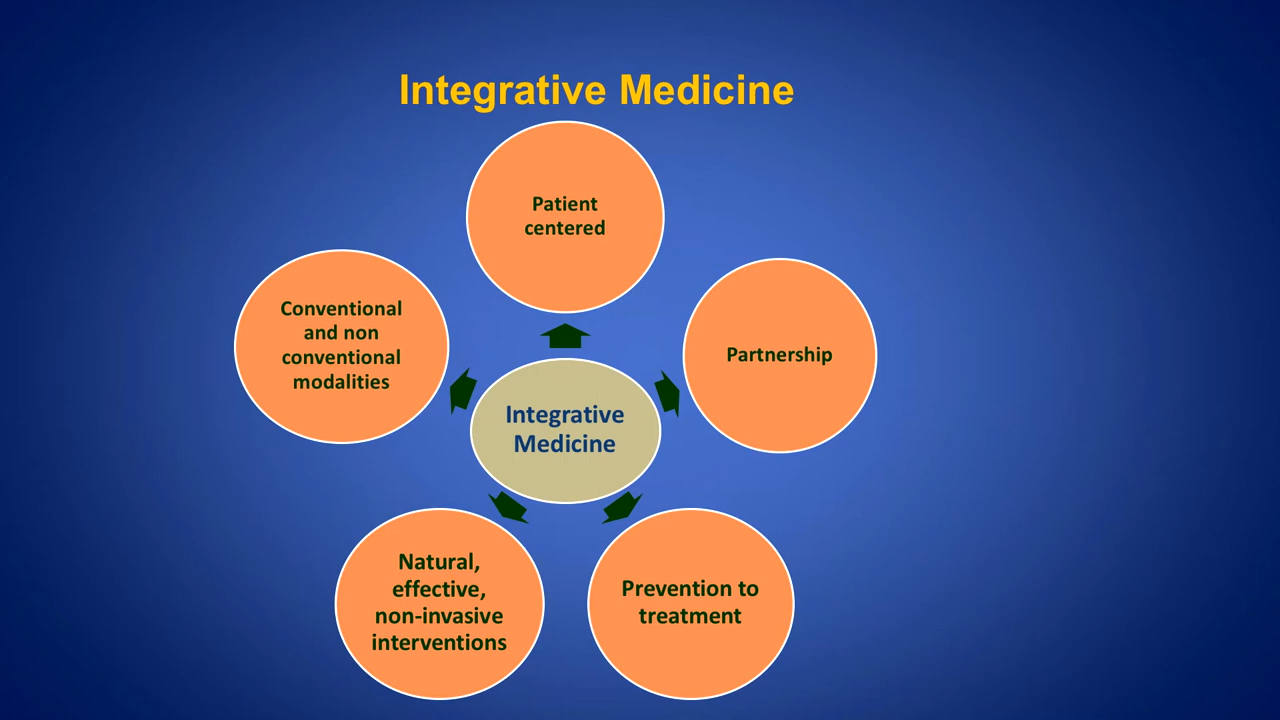 Integrative Medicine
Patient
centered
Conventional
and non
conventional
modalities
Partnership
Integrative
Medicine
Natural,
effective,
non-invasive
interventions
Prevention to
treatment